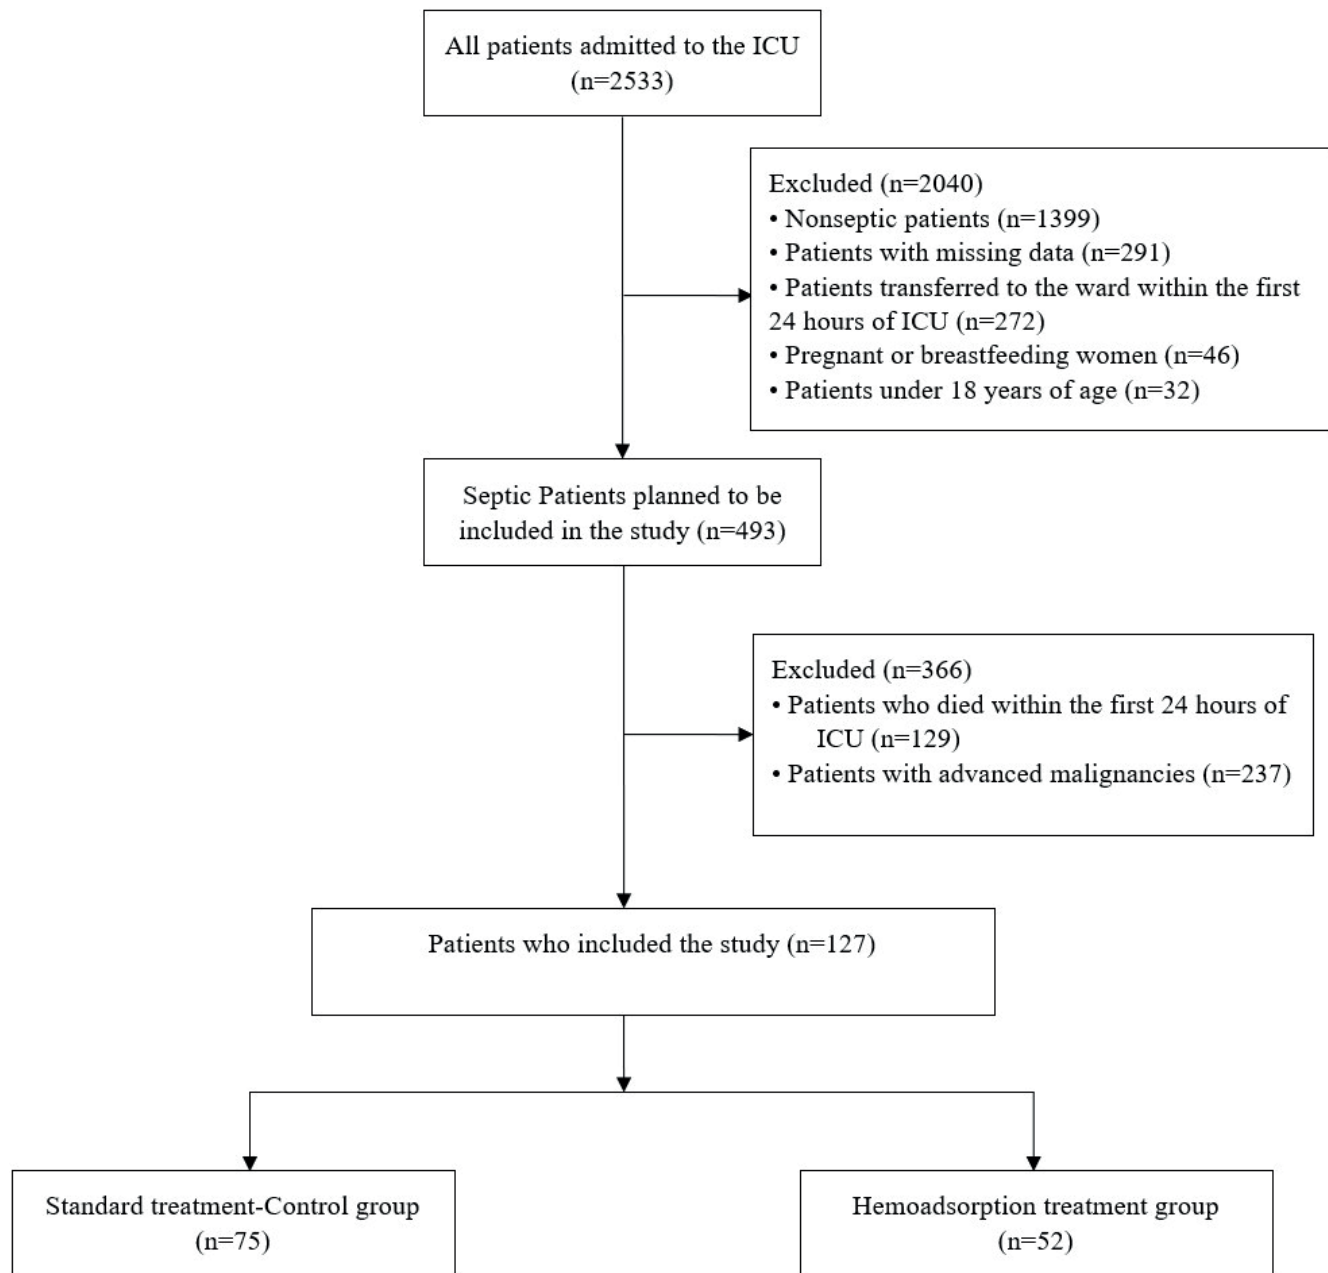 All patients admitted to the ICU
(n=2533)
Excluded (n=2040)
• Nonseptic patients (n=1399)
• Patients with missing data (n=291)
• Patients transferred to the ward within the first
24 hours of ICU (n=272)
• Pregnant or breastfeeding women (n=46)
• Patients under 18 years of age (n=32)
Septic Patients planned to be
included in the study (n=493)
Excluded (n=366)
• Patients who died within the first 24 hours of
ICU (n=129)
• Patients with advanced malignancies (n=237)
Patients who included the study (n=127)
Standard treatment-Control group
(n=75)
Hemoadsorption treatment group
(n=52)